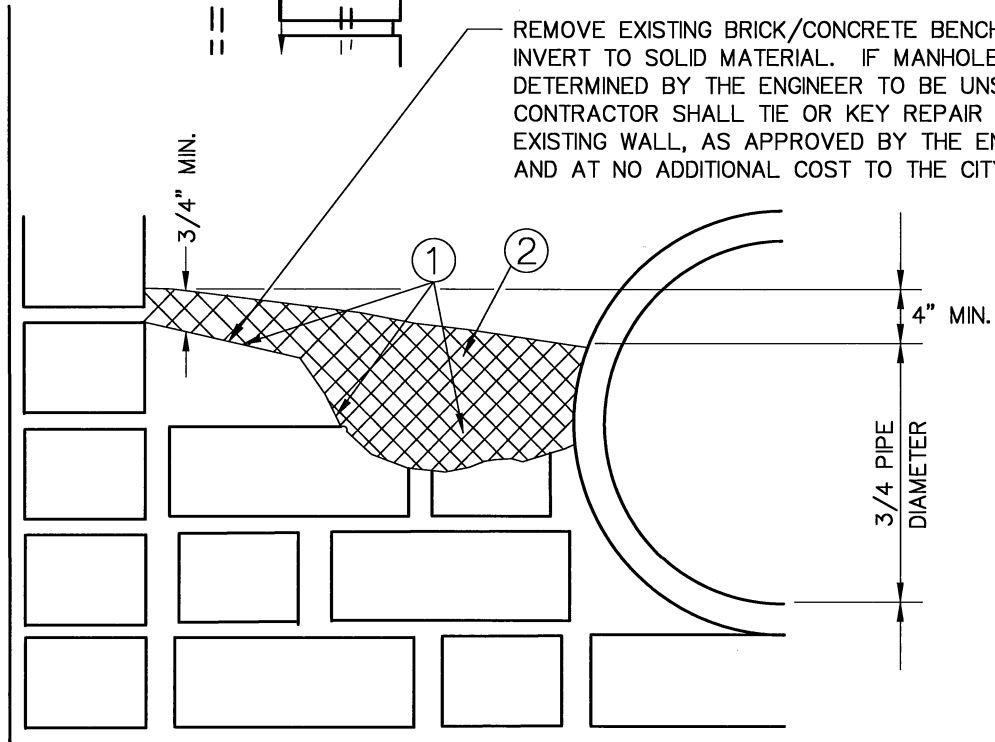 REMOVE EXISTING BRICK/CONCRETE BENCH
INVERT TO SOLID MATERIAL. IF MANHOLE
DETERMINED BY THE ENGINEER TO BE
CONTRACTOR SHALL TIE OR KEY REPAIR
EXISTING WALL, AS APPROVED BY THE
AND AT NO ADDITIONAL COST TO THE CITY
3/4" MIN.
1
2
4" MIN.
3/4 PIPE
DIAMETER